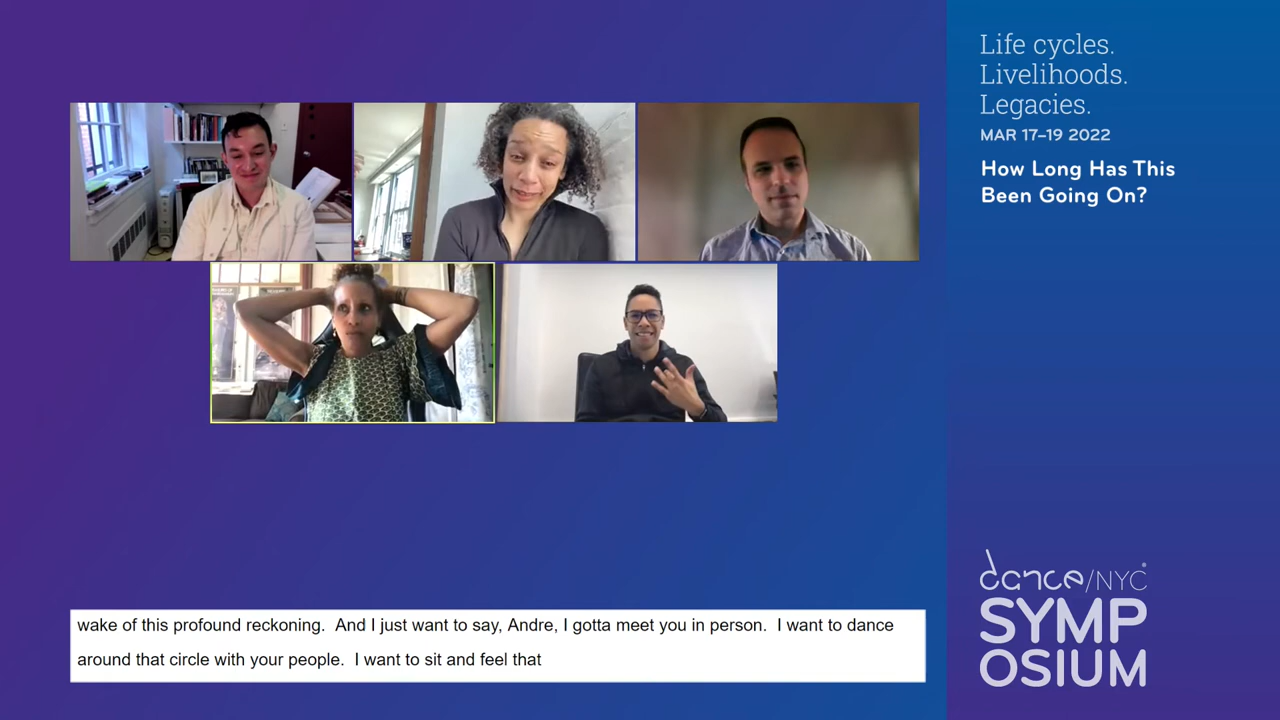 Life cycles.
Livelihoods.
Legacies.
MAR 17–19 2022
How Long Has This
Been Going On?
dance/NYC
SYMP
OSIUM
wake of this profound reckoning.  And I just want to say, Andre, I gotta meet you in person.  I want to dance
around that circle with your people.  I want to sit and feel that